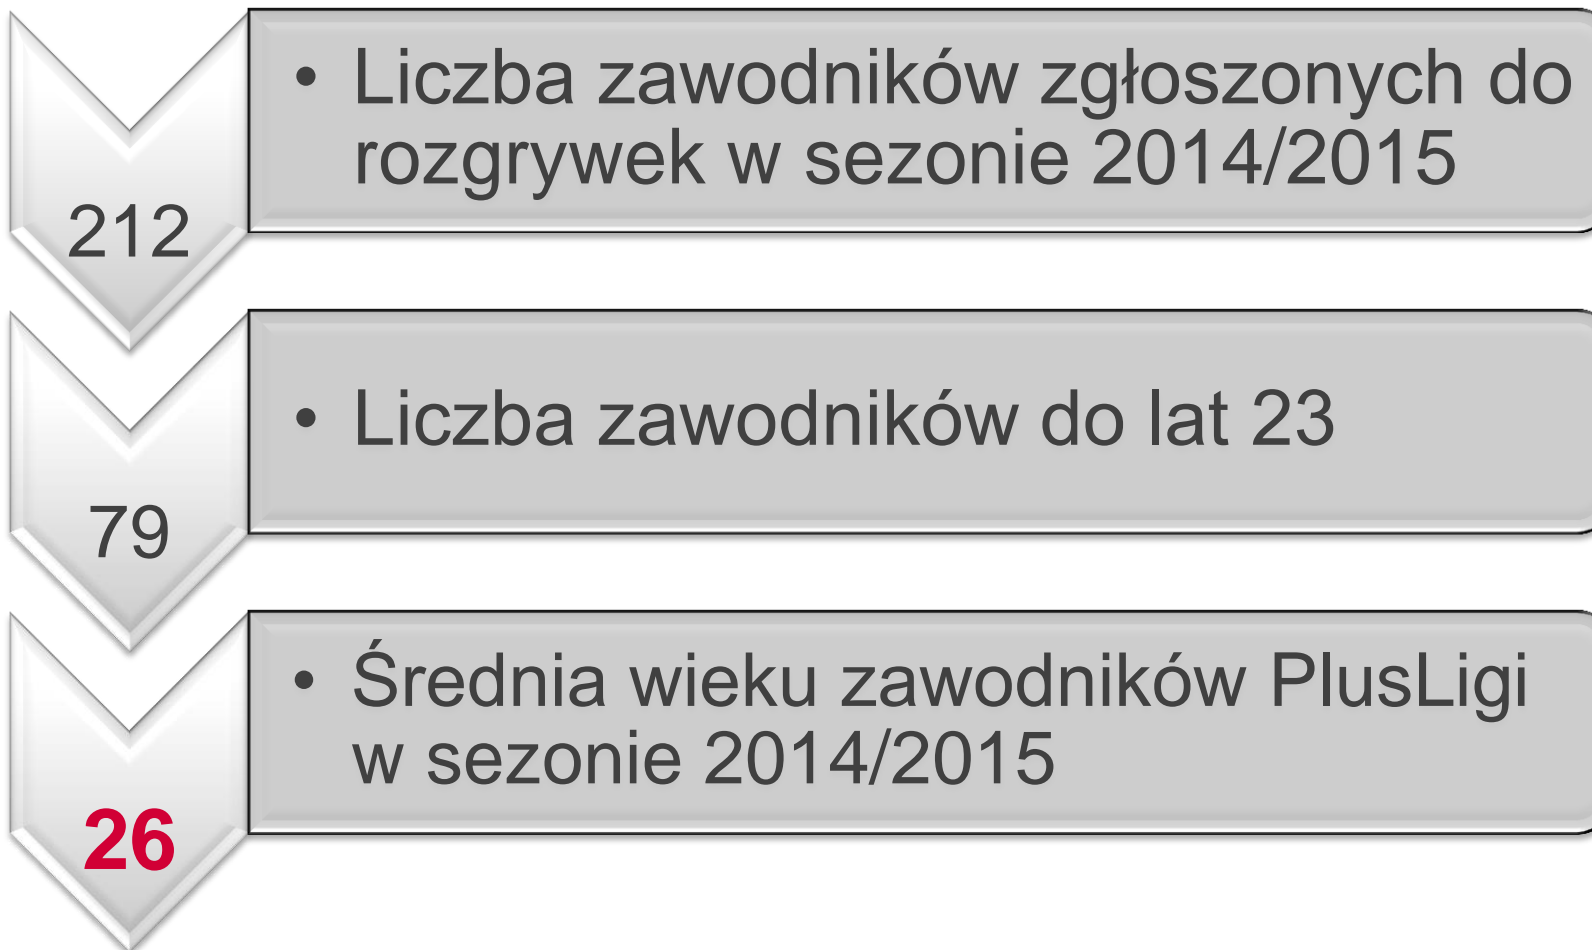 • Liczba zawodników zgłoszonych do
rozgrywek w sezonie 2014/2015
212
• Liczba zawodników do lat 23
79
• Średnia wieku zawodników PlusLigi
w sezonie 2014/2015
26